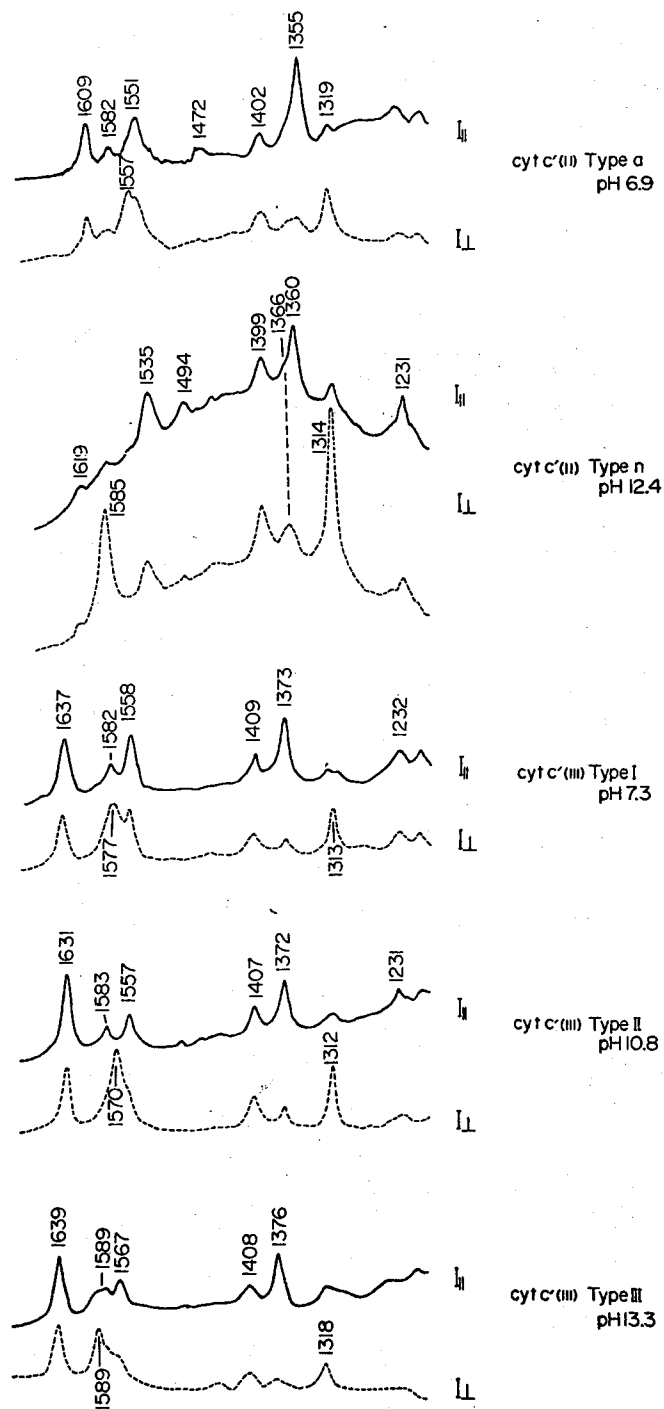 1355
1609
1582
1551
1557
1472
1402
1319
I∥
cyt c'(II) Type a
pH 6.9
I⊥
1619
1585
1535
1494
1399
1366
1360
1314
1231
I∥
cyt c'(II) Type n
pH 12.4
I⊥
1637
1582
1558
1409
1373
1232
I∥
cyt c'(III) Type I
pH 7.3
I⊥
1577
1313
1631
1583
1557
1407
1372
1231
I∥
cyt c'(III) Type II
pH 10.8
1570
1312
I⊥
1639
1589
1567
1408
1376
I∥
cyt c'(III) Type III
pH 13.3
1589
1318
I⊥